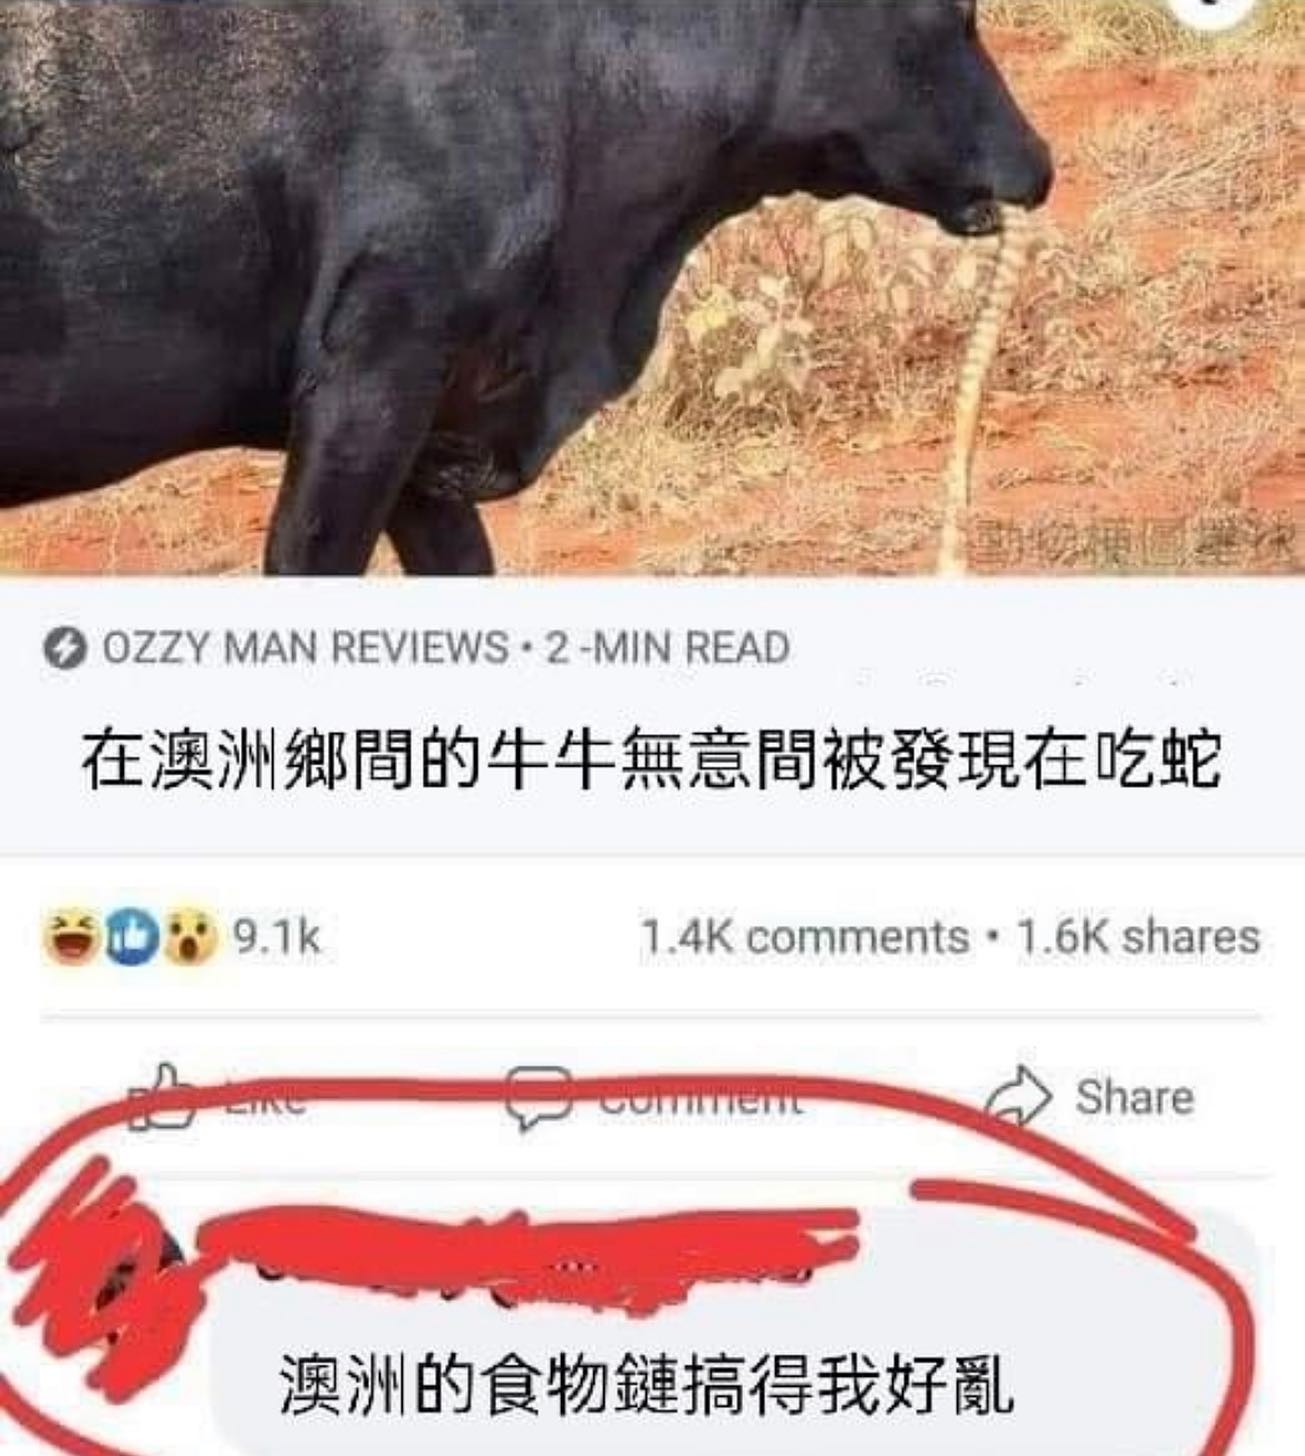 OZZY MAN REVIEWS • 2 -MIN READ
在澳洲鄉間的牛牛無意間被發現在吃蛇
9.1k
1.4K comments • 1.6K shares
Like
Comment
Share
澳洲的食物鏈搞得我好亂